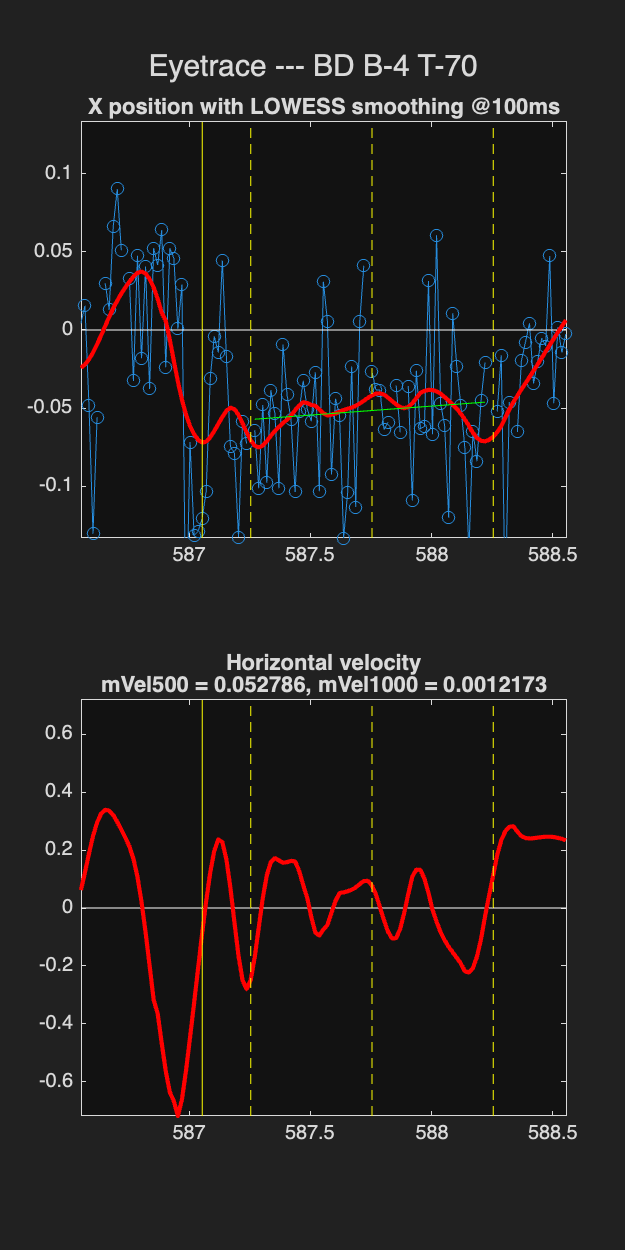 Eyetrace --- BD B-4 T-70
X position with LOWESS smoothing @100ms
0.1
0.05
0
-0.05
-0.1
587 587.5 588 588.5
Horizontal velocity
mVel500 = 0.052786, mVel1000 = 0.0012173
0.6
0.4
0.2
0
-0.2
-0.4
-0.6
587 587.5 588 588.5